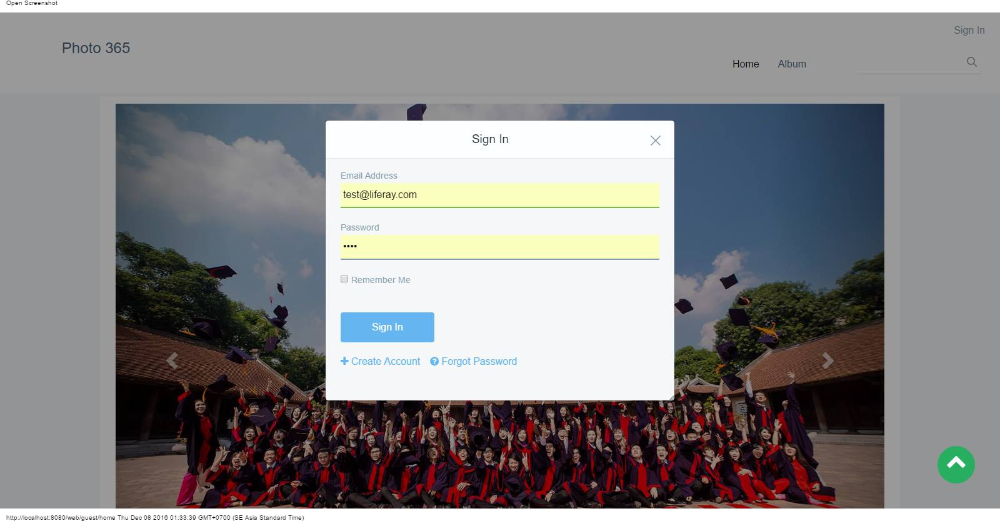 Open Screenshot
Sign In
Photo 365
Home Album
Sign In
Email Address
test@liferay.com
Password
••••
Remember Me
Sign In
Create Account Forgot Password
http://localhost:8080/web/guest/home Thu Dec 08 2016 01:33:39 GMT+0700 (SE Asia Standard Time)